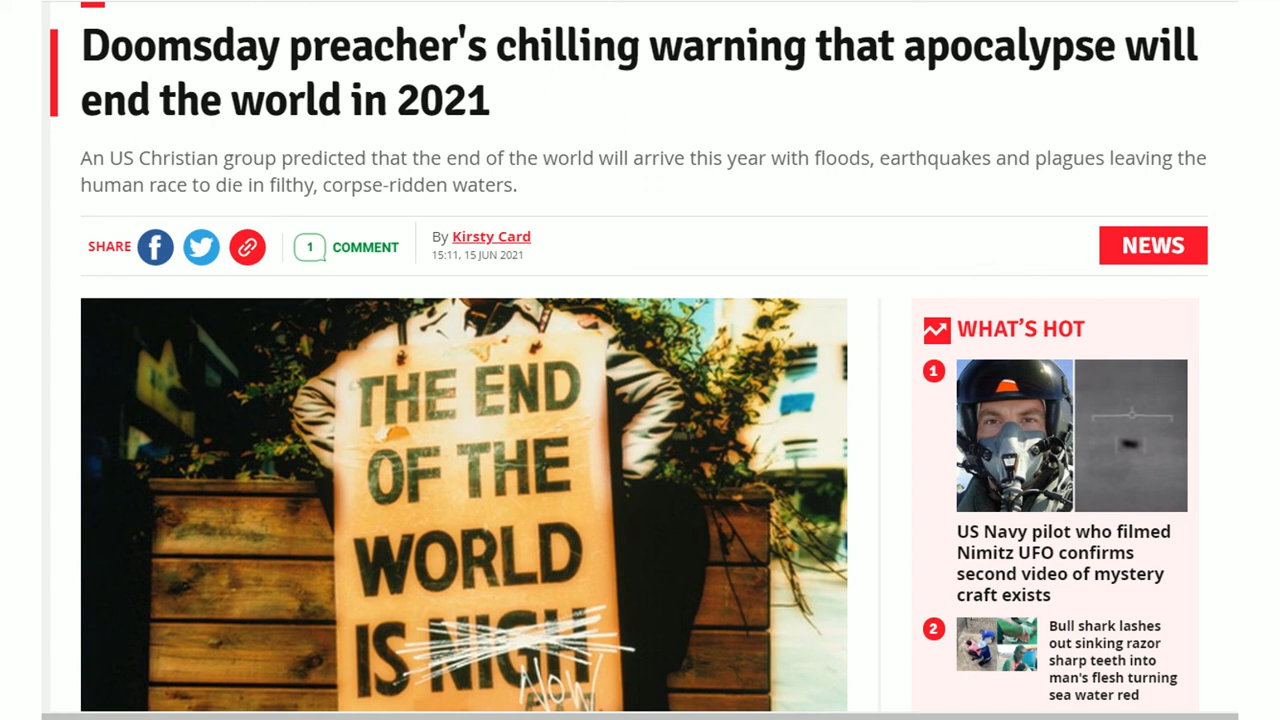 Doomsday preacher's chilling warning that apocalypse will
end the world in 2021
An US Christian group predicted that the end of the world will arrive this year with floods, earthquakes and plagues leaving the
human race to die in filthy, corpse-ridden waters.
SHARE
1 COMMENT
By Kirsty Card
15:11, 15 JUN 2021
NEWS
THE END
OF THE
WORLD
IS NIGH
NOW
WHAT'S HOT
1
US Navy pilot who filmed
Nimitz UFO confirms
second video of mystery
craft exists
2
Bull shark lashes
out sinking razor
sharp teeth into
man's flesh turning
sea water red